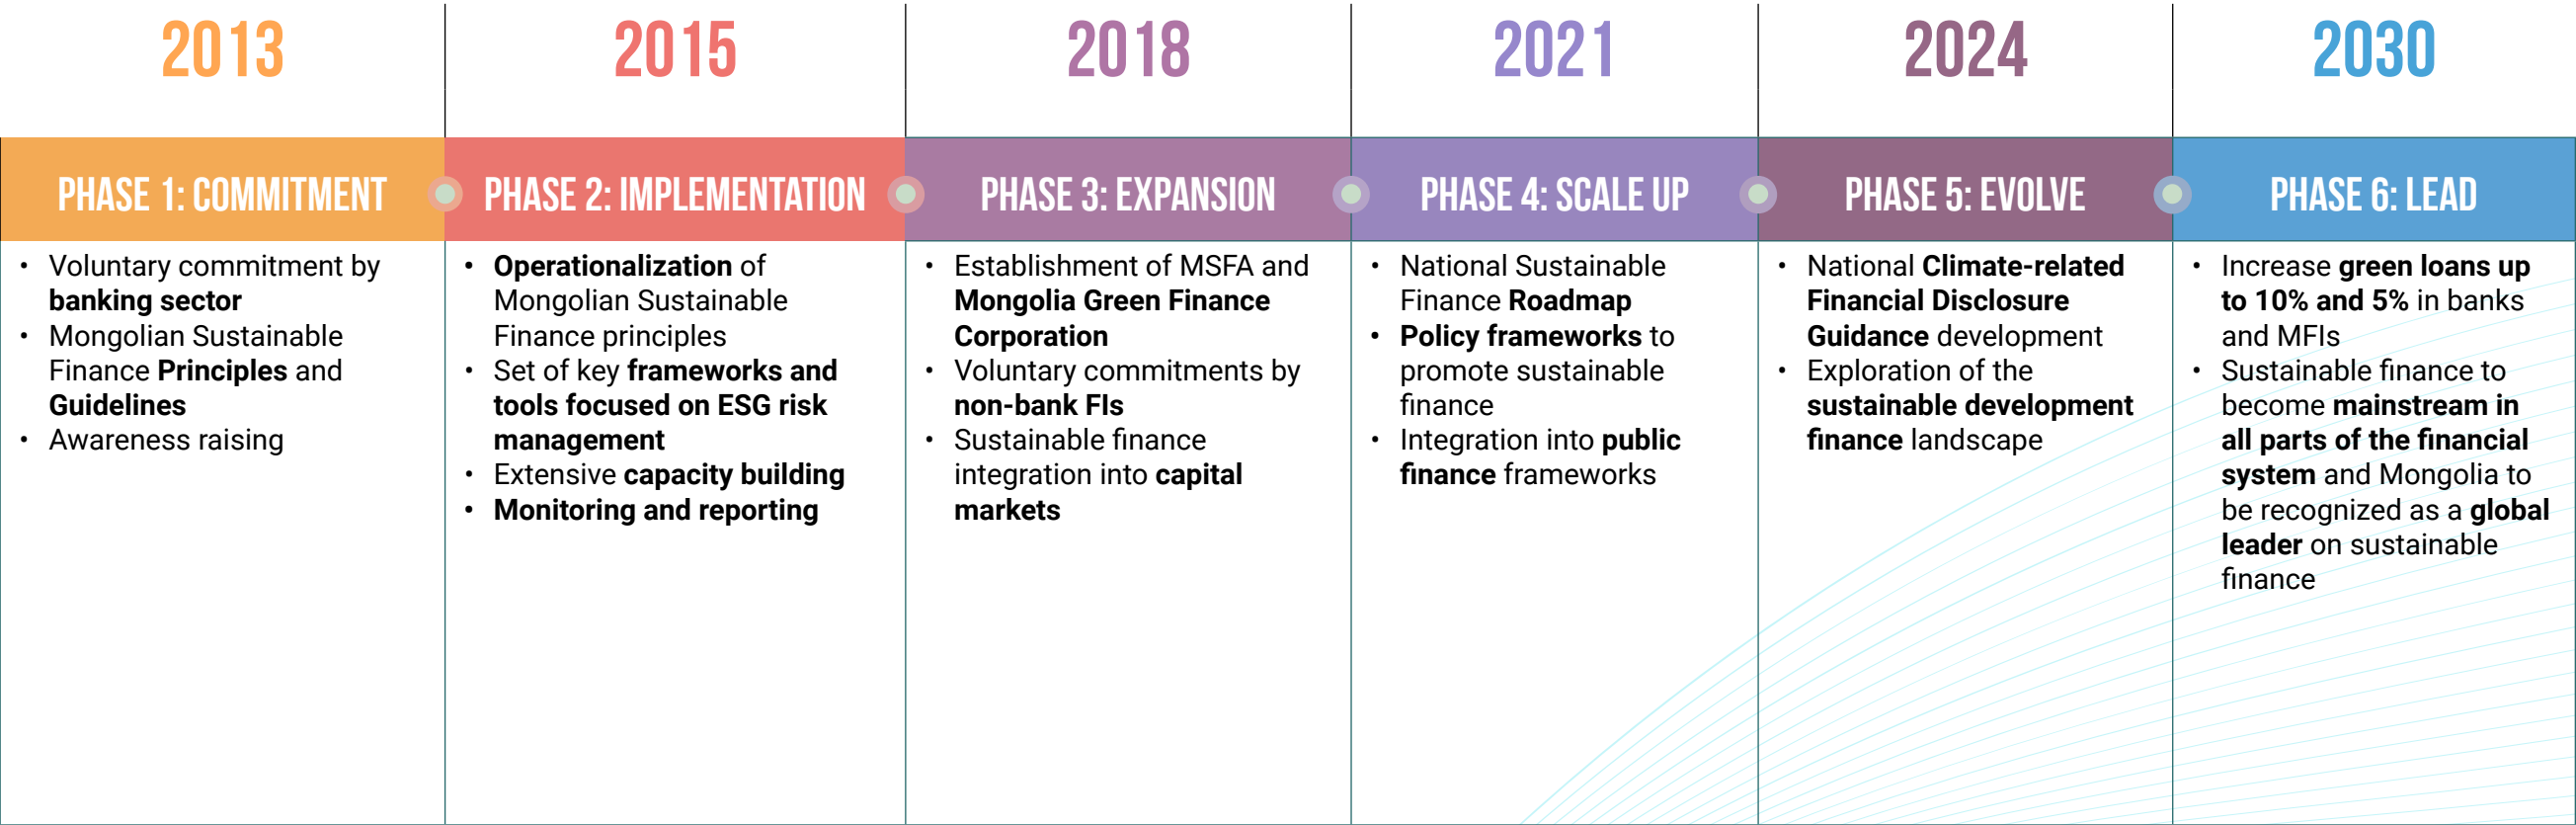 2013
2015
2018
2021
2024
2030
PHASE 1: COMMITMENT
PHASE 2: IMPLEMENTATION
PHASE 3: EXPANSION
PHASE 4: SCALE UP
PHASE 5: EVOLVE
PHASE 6: LEAD
• Voluntary commitment by
banking sector
• Mongolian Sustainable
Finance Principles and
Guidelines
• Awareness raising
• Operationalization of
Mongolian Sustainable
Finance principles
• Set of key frameworks and
tools focused on ESG risk
management
• Extensive capacity building
• Monitoring and reporting
• Establishment of MSFA and
Mongolia Green Finance
Corporation
• Voluntary commitments by
non-bank FIs
• Sustainable finance
integration into capital
markets
• National Sustainable
Finance Roadmap
• Policy frameworks to
promote sustainable
finance
• Integration into public
finance frameworks
• National Climate-related
Financial Disclosure
Guidance development
• Exploration of the
sustainable development
finance landscape
• Increase green loans up
to 10% and 5% in banks
and MFIs
• Sustainable finance to
become mainstream in
all parts of the financial
system and Mongolia to
be recognized as a global
leader on sustainable
finance